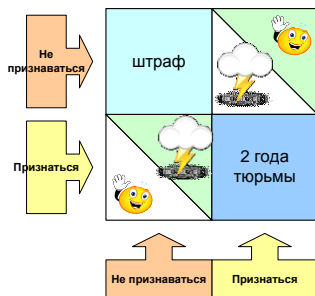 Не
признаваться
штраф
Признаться
2 года
тюрьмы
Не признаваться
Признаться